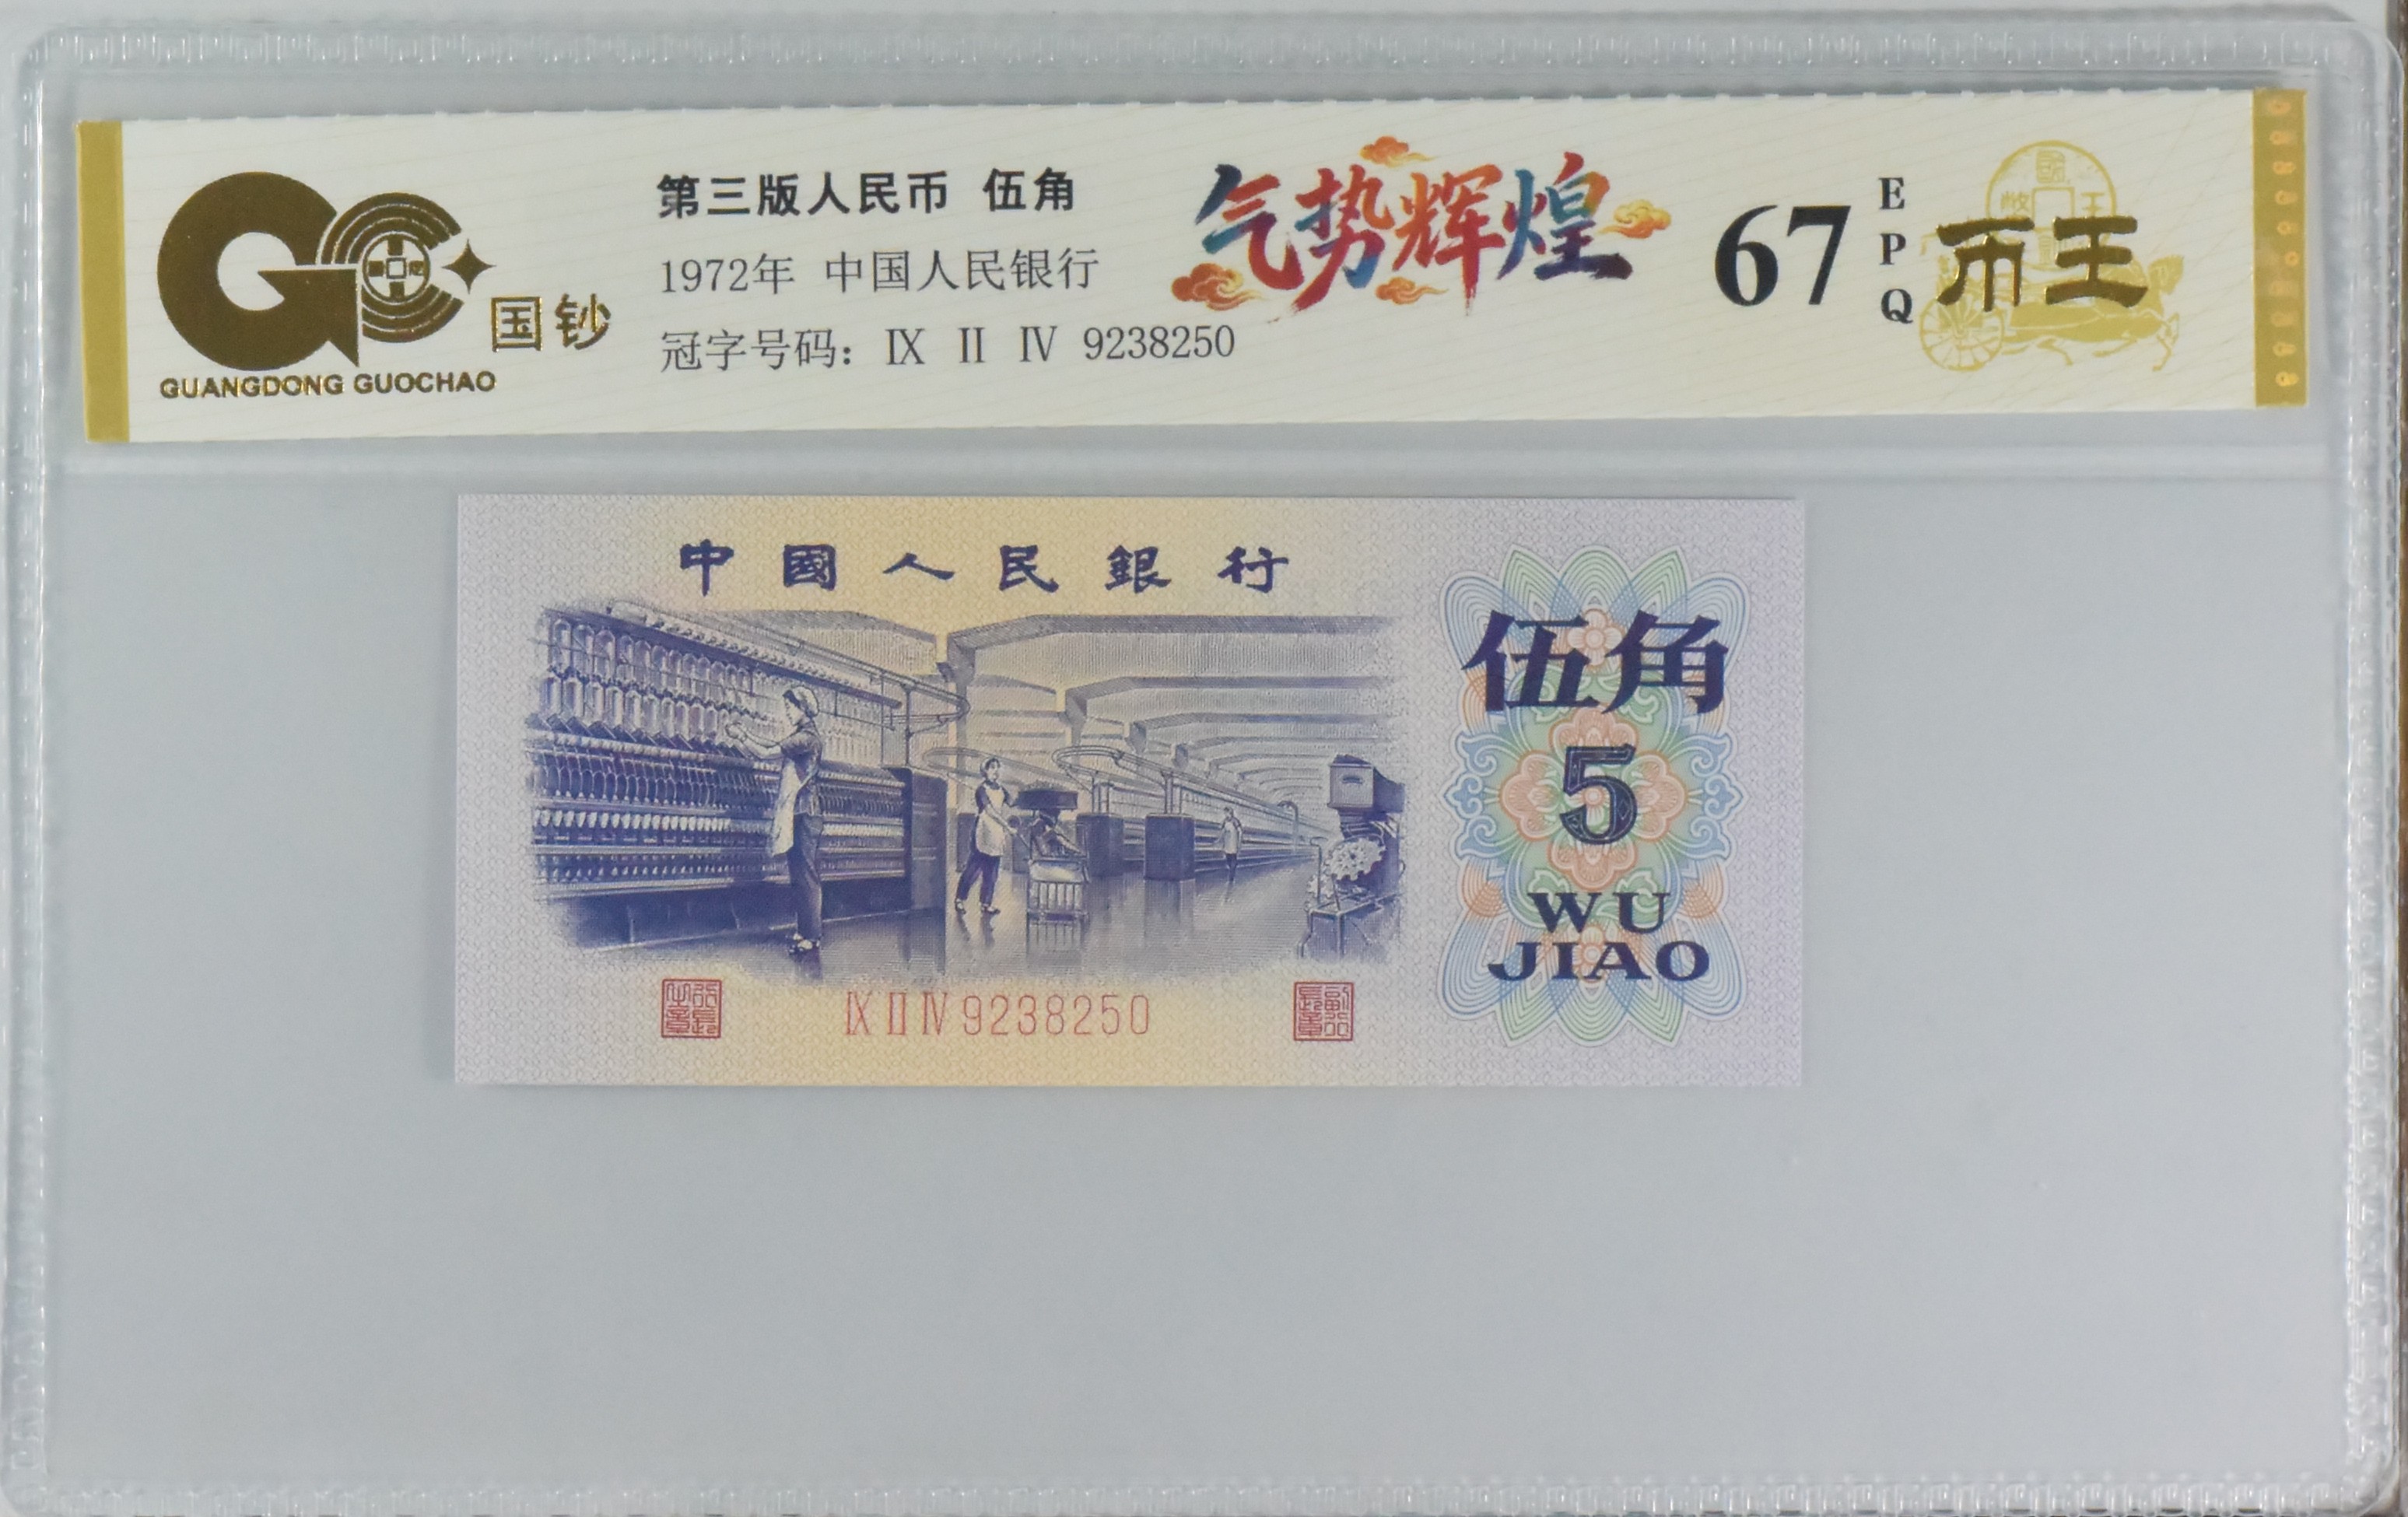 GC 国钞
GUANGDONG GUOCHAO
第三版人民币 伍角
1972年 中国人民银行
冠字号码：Ⅸ Ⅱ Ⅳ 9238250
气势辉煌
67
E
P
Q
币王
中國人民銀行
伍角
5
WU
JIAO
Ⅸ Ⅱ Ⅳ 9238250